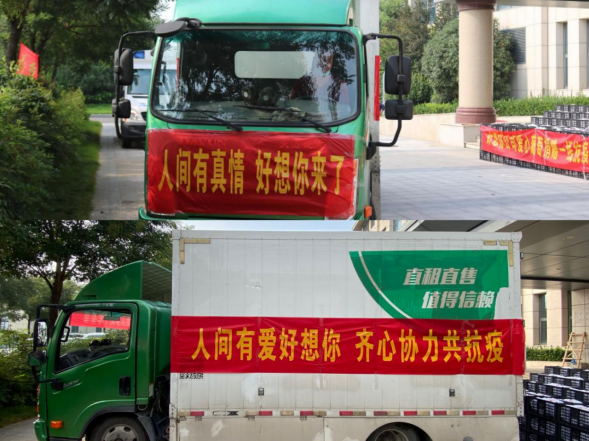 人间有真情 好想你来了
直租直售
值得信赖
人间有爱好想你 齐心协力共抗疫